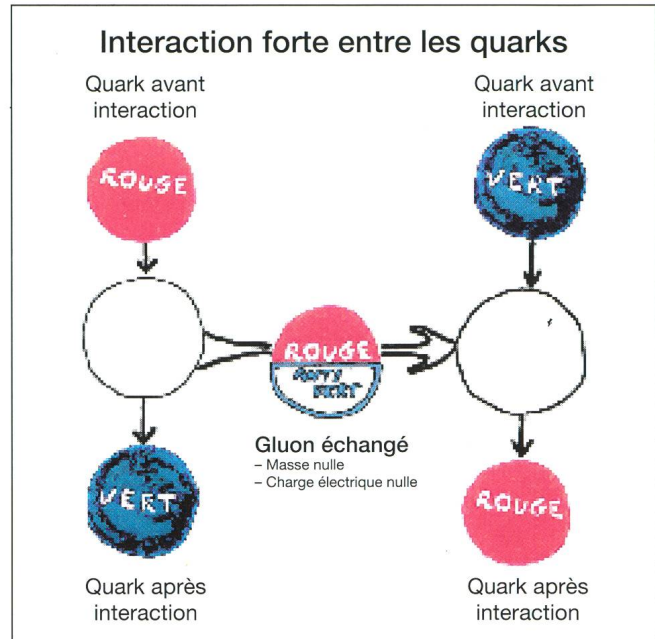 Interaction forte entre les quarks
Quark avant
interaction
Quark avant
interaction
ROUGE
VERT
ROUGE
ANTI
VERT
Gluon échangé
– Masse nulle
– Charge électrique nulle
VERT
ROUGE
Quark après
interaction
Quark après
interaction